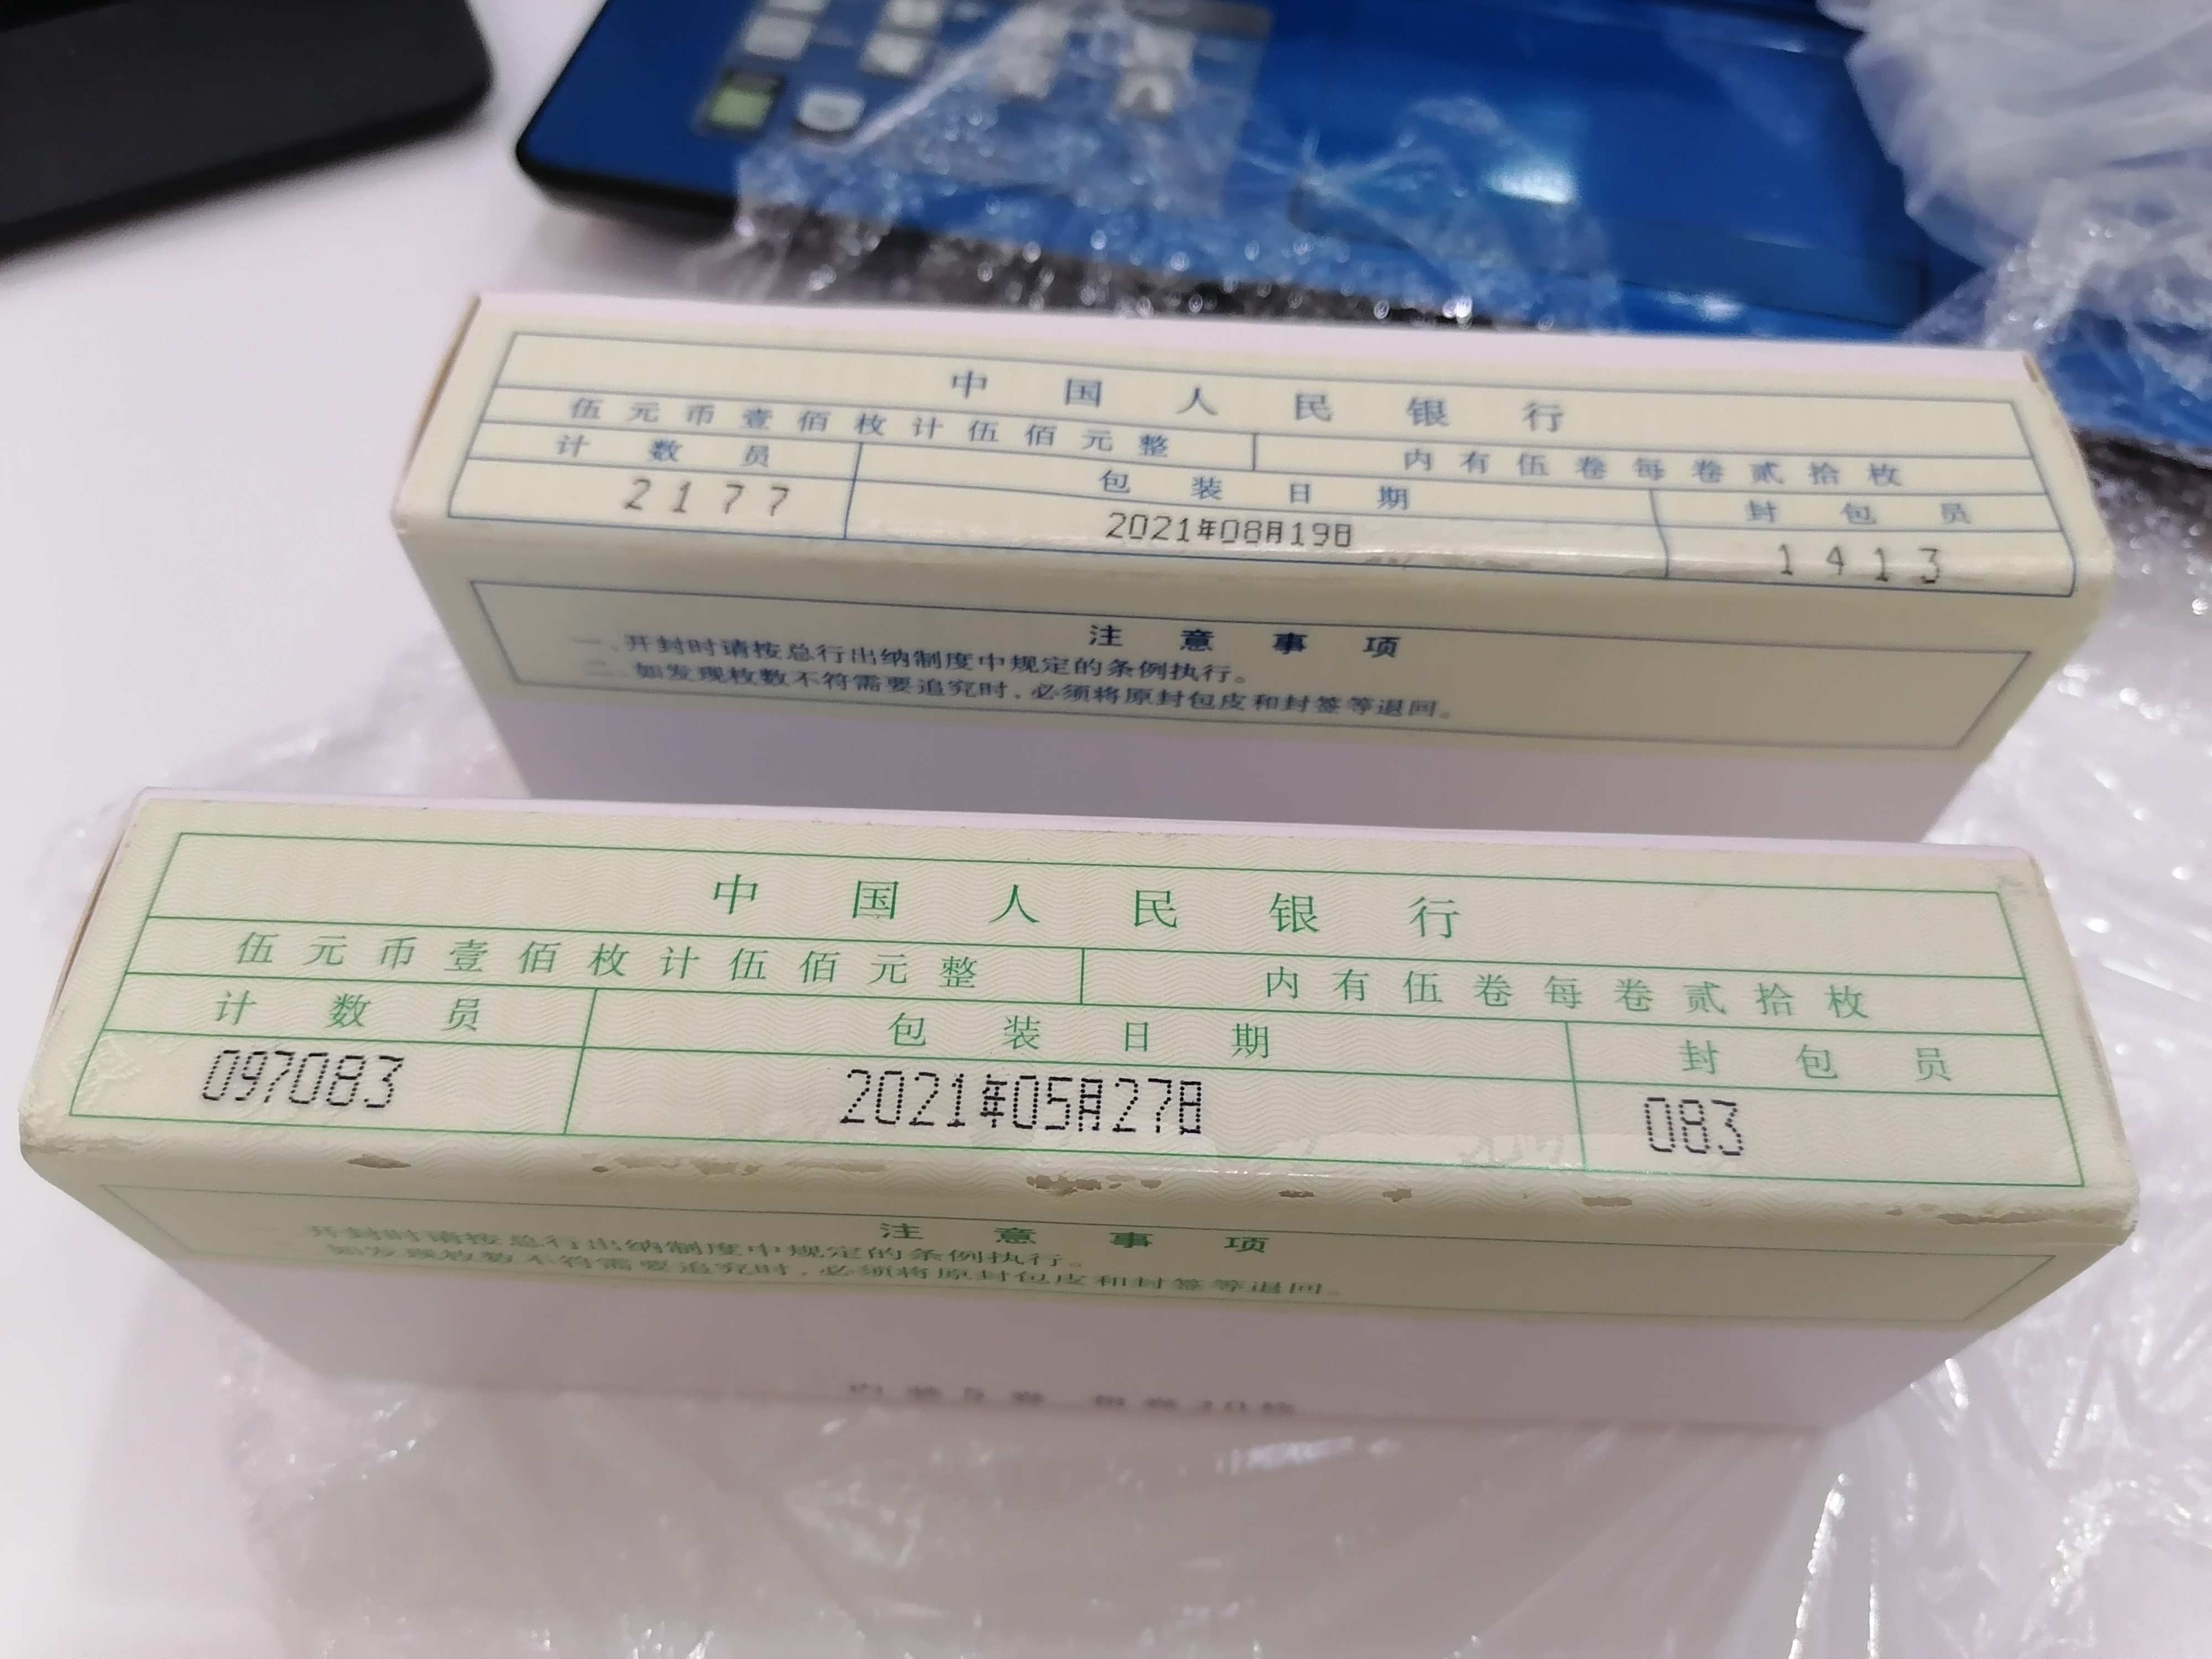 中国人民银行
伍元币壹佰枚计伍佰元整 内有伍卷每卷贰拾枚
计数员 包装日期 封包员
2177 2021年08月19日 1413
注意事项
一、开封时请按总行出纳制度中规定的条例执行。
二、如发现枚数不符需要追究时,必须将原封包皮和封签等退回。
中国人民银行
伍元币壹佰枚计伍佰元整 内有伍卷每卷贰拾枚
计数员 包装日期 封包员
097083 2021年05月27日 083
注意事项
一、开封时请按总行出纳制度中规定的条例执行。
二、如发现枚数不符需要追究时,必须将原封包皮和封签等退回。